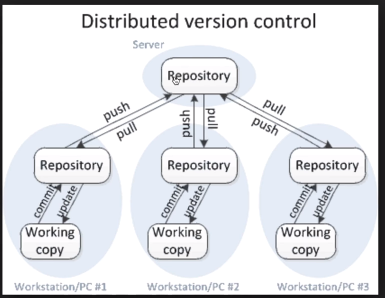 Distributed version control
Server
Repository
push
pull
push
pull
pull
push
Repository
Repository
Repository
commit
update
commit
update
commit
update
Working
copy
Working
copy
Working
copy
Workstation/PC #1
Workstation/PC #2
Workstation/PC #3